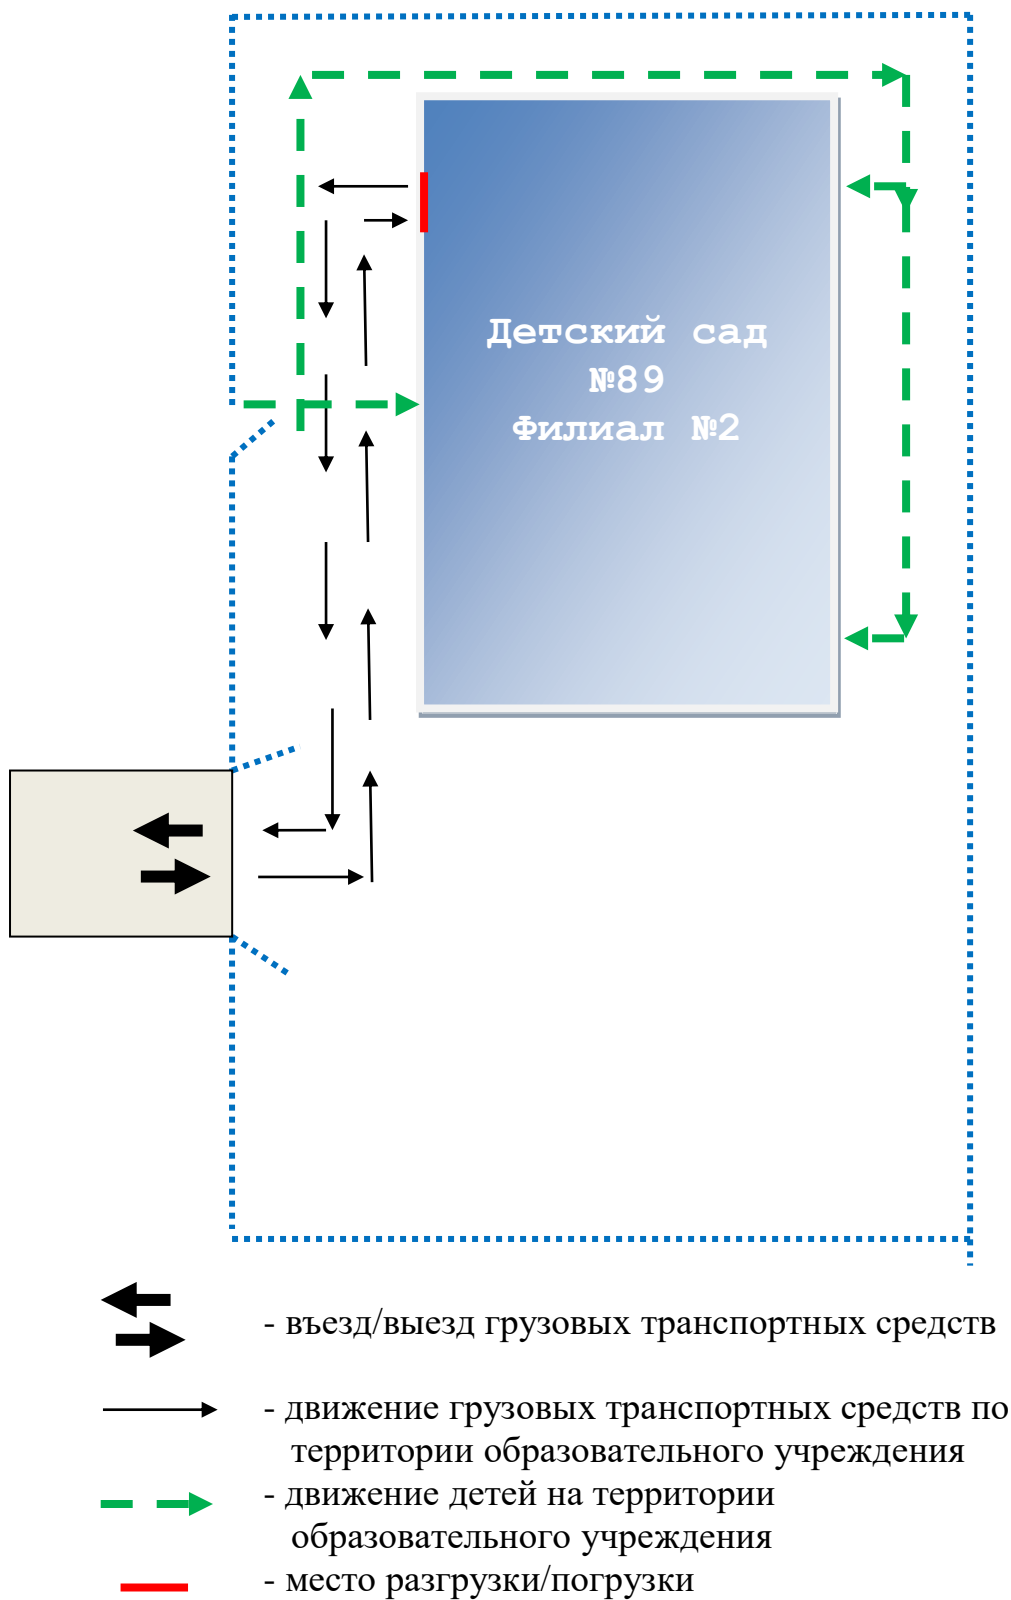 Детский сад
№89
Филиал №2
- въезд/выезд грузовых транспортных средств
- движение грузовых транспортных средств по
территории образовательного учреждения
- движение детей на территории
образовательного учреждения
- место разгрузки/погрузки